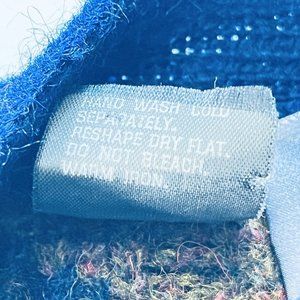 HAND WASH COLD
SEPARATELY.
RESHAPE DRY FLAT.
DO NOT BLEACH.
WARM IRON.